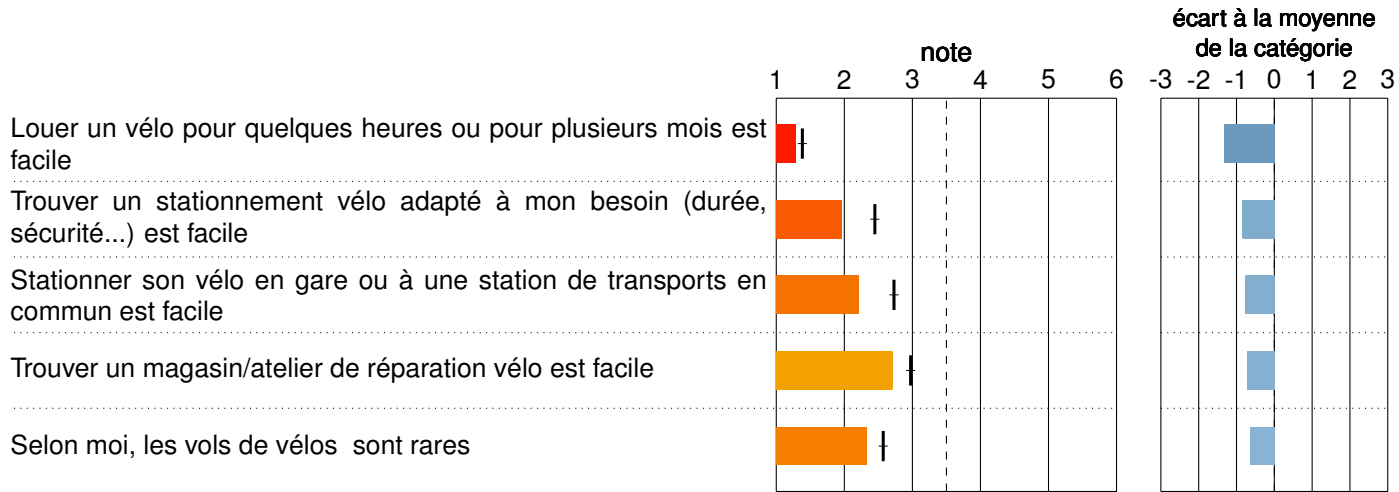 écart à la moyenne
de la catégorie
note
1 2 3 4 5 6
-3 -2 -1 0 1 2 3
Louer un vélo pour quelques heures ou pour plusieurs mois est
facile
Trouver un stationnement vélo adapté à mon besoin (durée,
sécurité...) est facile
Stationner son vélo en gare ou à une station de transports en
commun est facile
Trouver un magasin/atelier de réparation vélo est facile
Selon moi, les vols de vélos sont rares